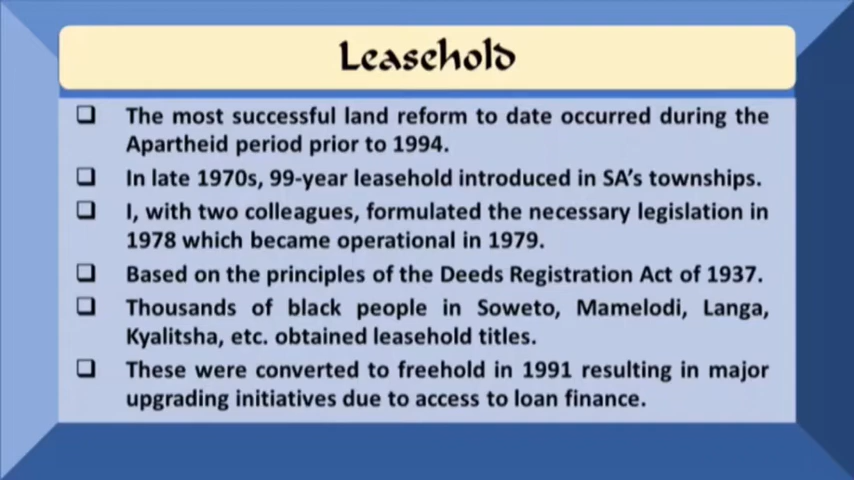 Leasehold
❑ The most successful land reform to date occurred during the
Apartheid period prior to 1994.
❑ In late 1970s, 99-year leasehold introduced in SA's townships.
❑ I, with two colleagues, formulated the necessary legislation in
1978 which became operational in 1979.
❑ Based on the principles of the Deeds Registration Act of 1937.
❑ Thousands of black people in Soweto, Mamelodi, Langa,
Kyalitsha, etc. obtained leasehold titles.
❑ These were converted to freehold in 1991 resulting in major
upgrading initiatives due to access to loan finance.